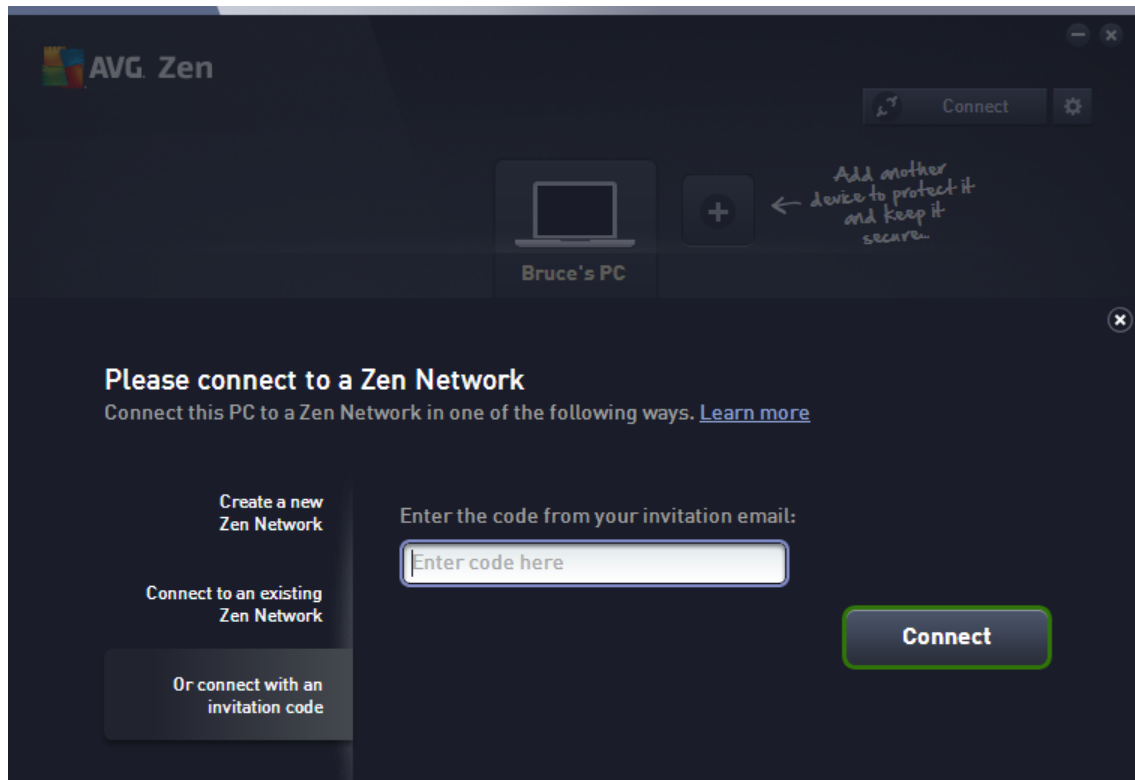 AVG. Zen
Connect
Add another
device to protect it
and keep it
secure...
Bruce's PC
Please connect to a Zen Network
Connect this PC to a Zen Network in one of the following ways. Learn more
Create a new
Zen Network
Connect to an existing
Zen Network
Or connect with an
invitation code
Enter the code from your invitation email:
Enter code here
Connect